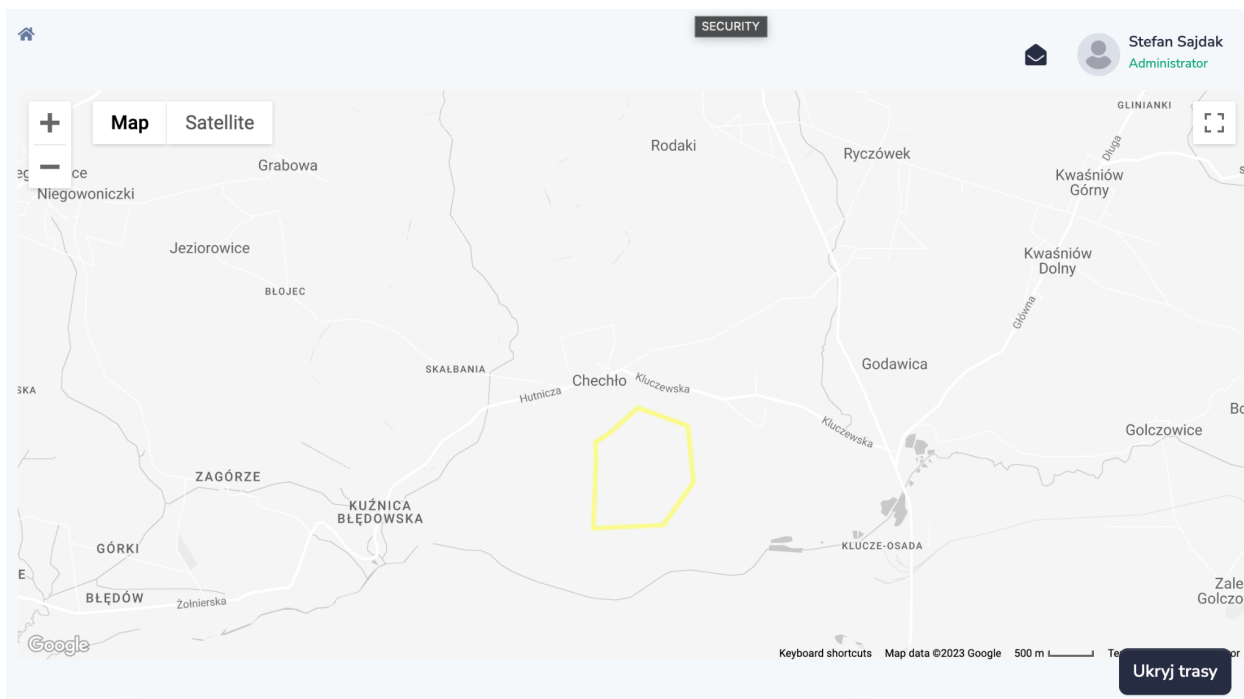 SECURITY
Stefan Sajdak
Administrator
Map
Satellite
GLINIANKI
Rodaki
Ryczówek
Długa
Grabowa
Kwaśniów
Górny
Niegowoniczki
Jeziorowice
Kwaśniów
Dolny
BŁOJEC
Główna
Godawica
SKAŁBANIA
Chechło
Kluczewska
Hutnicza
Kluczewska
Golczowice
ZAGÓRZE
KUŹNICA
BŁĘDOWSKA
GÓRKI
KLUCZE-OSADA
BŁĘDÓW
Żołnierska
Google
Keyboard shortcuts
Map data ©2023 Google
500 m
Ukryj trasy